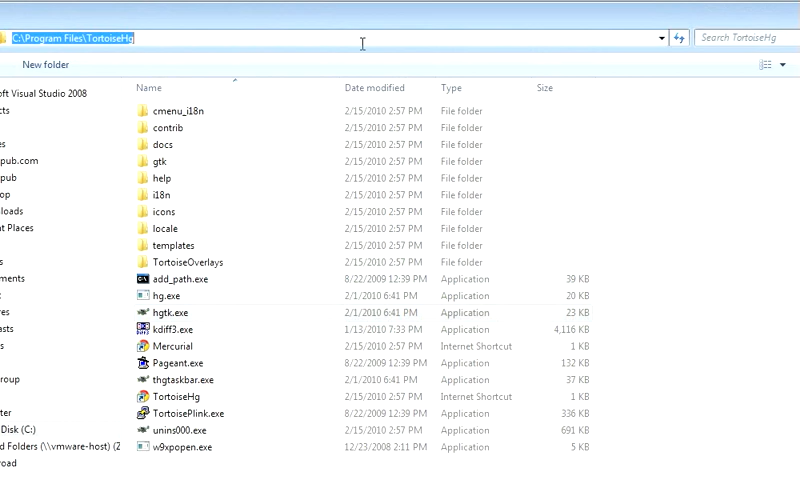 C:\Program Files\TortoiseHg
Search TortoiseHg
New folder
Name Date modified Type Size
oft Visual Studio 2008
cts
es
pub.com
pub
op
loads
nt Places
s
ments
t
res
asts
s
roup
ter
Disk (C:)
d Folders (\\vmware-host) (Z
road
cmenu_i18n 2/15/2010 2:57 PM File folder
contrib 2/15/2010 2:57 PM File folder
docs 2/15/2010 2:57 PM File folder
gtk 2/15/2010 2:57 PM File folder
help 2/15/2010 2:57 PM File folder
i18n 2/15/2010 2:57 PM File folder
icons 2/15/2010 2:57 PM File folder
locale 2/15/2010 2:57 PM File folder
templates 2/15/2010 2:57 PM File folder
TortoiseOverlays 2/15/2010 2:57 PM File folder
add_path.exe 8/22/2009 12:39 PM Application 39 KB
hg.exe 2/1/2010 6:41 PM Application 20 KB
hgtk.exe 2/1/2010 6:41 PM Application 23 KB
kdiff3.exe 1/13/2010 7:33 PM Application 4,116 KB
Mercurial 2/15/2010 2:57 PM Internet Shortcut 1 KB
Pageant.exe 8/22/2009 12:39 PM Application 132 KB
thgtaskbar.exe 2/1/2010 6:41 PM Application 37 KB
TortoiseHg 2/15/2010 2:57 PM Internet Shortcut 1 KB
TortoisePlink.exe 8/22/2009 12:39 PM Application 336 KB
unins000.exe 2/15/2010 2:57 PM Application 691 KB
w9xpopen.exe 12/23/2008 2:11 PM Application 5 KB